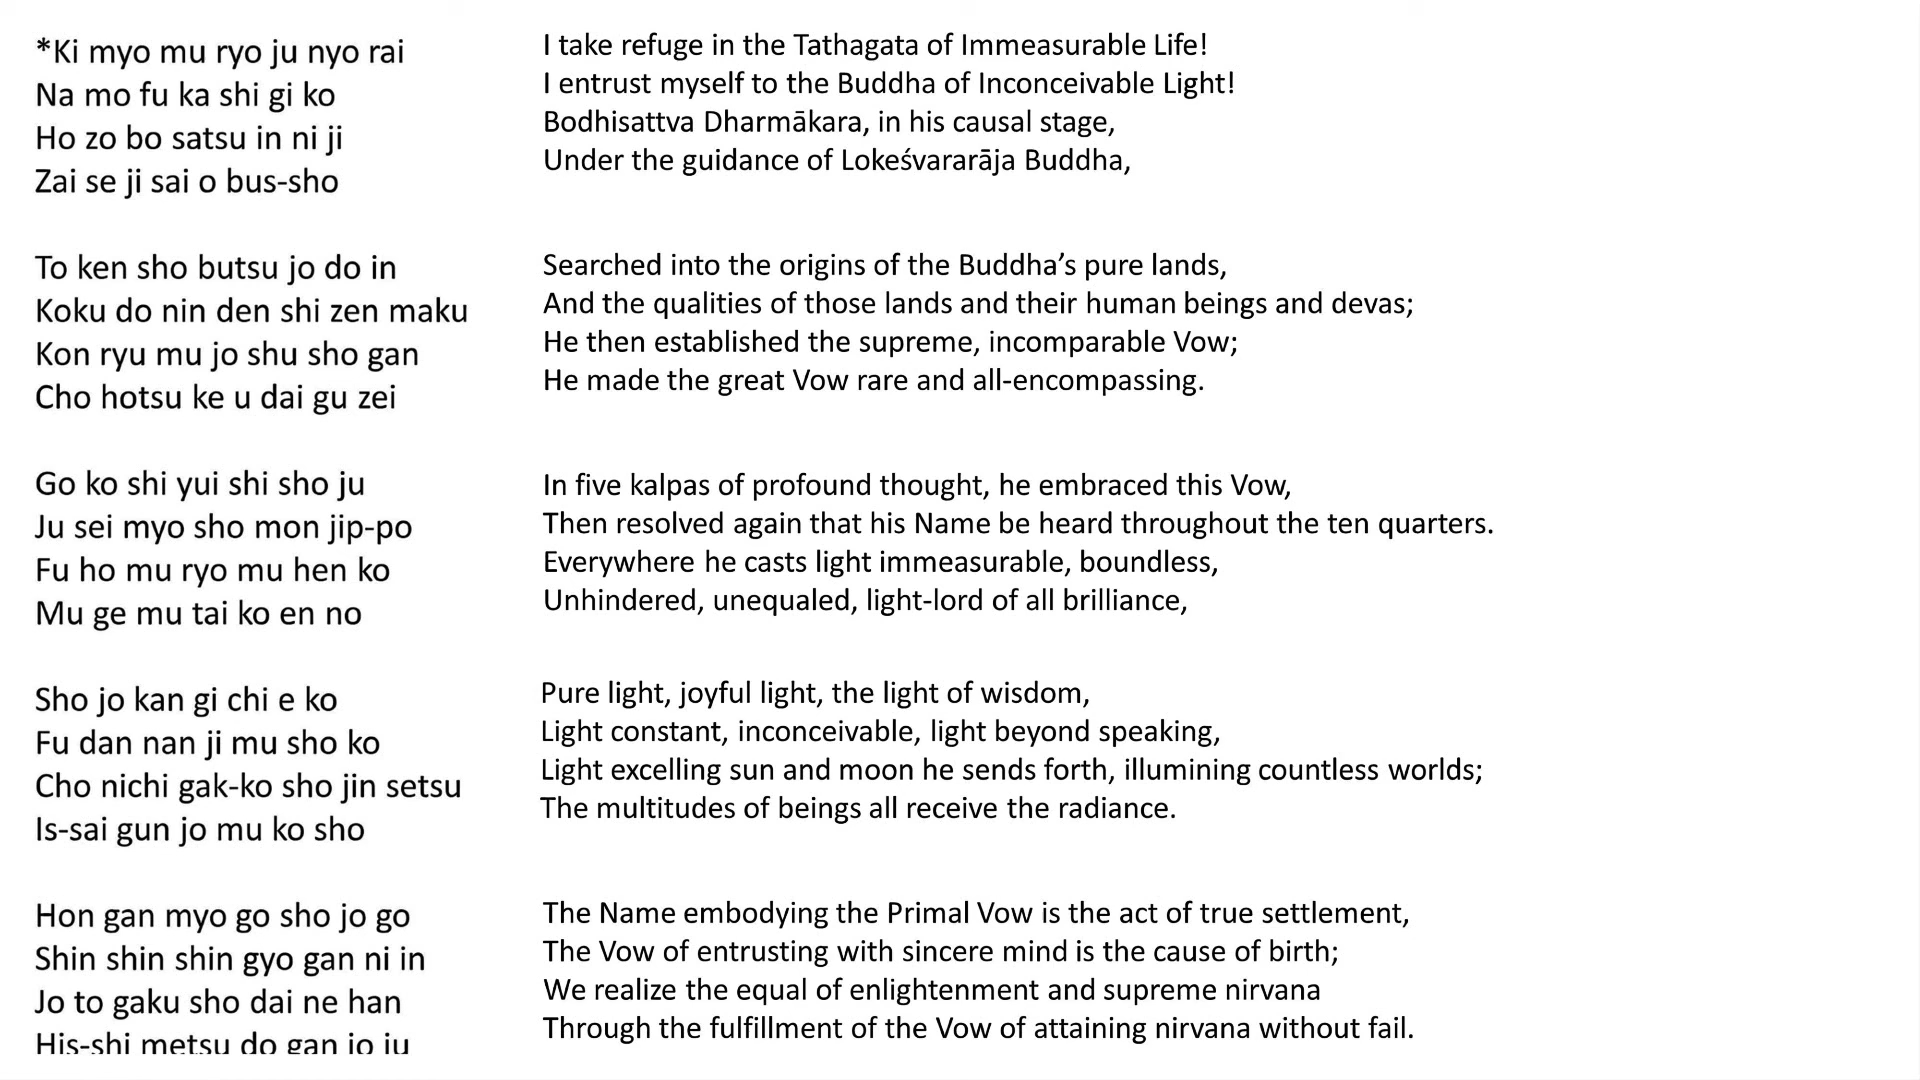 *Ki myo mu ryo ju nyo rai
Na mo fu ka shi gi ko
Ho zo bo satsu in ni ji
Zai se ji sai o bus-sho
To ken sho butsu jo do in
Koku do nin den shi zen maku
Kon ryu mu jo shu sho gan
Cho hotsu ke u dai gu zei
Go ko shi yui shi sho ju
Ju sei myo sho mon jip-po
Fu ho mu ryo mu hen ko
Mu ge mu tai ko en no
Sho jo kan gi chi e ko
Fu dan nan ji mu sho ko
Cho nichi gak-ko sho jin setsu
Is-sai gun jo mu ko sho
Hon gan myo go sho jo go
Shin shin shin gyo gan ni in
Jo to gaku sho dai ne han
His-shi metsu do gan jo ju
I take refuge in the Tathagata of Immeasurable Life!
I entrust myself to the Buddha of Inconceivable Light!
Bodhisattva Dharmākara, in his causal stage,
Under the guidance of Lokeśvararāja Buddha,
Searched into the origins of the Buddha’s pure lands,
And the qualities of those lands and their human beings and devas;
He then established the supreme, incomparable Vow;
He made the great Vow rare and all-encompassing.
In five kalpas of profound thought, he embraced this Vow,
Then resolved again that his Name be heard throughout the ten quarters.
Everywhere he casts light immeasurable, boundless,
Unhindered, unequaled, light-lord of all brilliance,
Pure light, joyful light, the light of wisdom,
Light constant, inconceivable, light beyond speaking,
Light excelling sun and moon he sends forth, illumining countless worlds;
The multitudes of beings all receive the radiance.
The Name embodying the Primal Vow is the act of true settlement,
The Vow of entrusting with sincere mind is the cause of birth;
We realize the equal of enlightenment and supreme nirvana
Through the fulfillment of the Vow of attaining nirvana without fail.